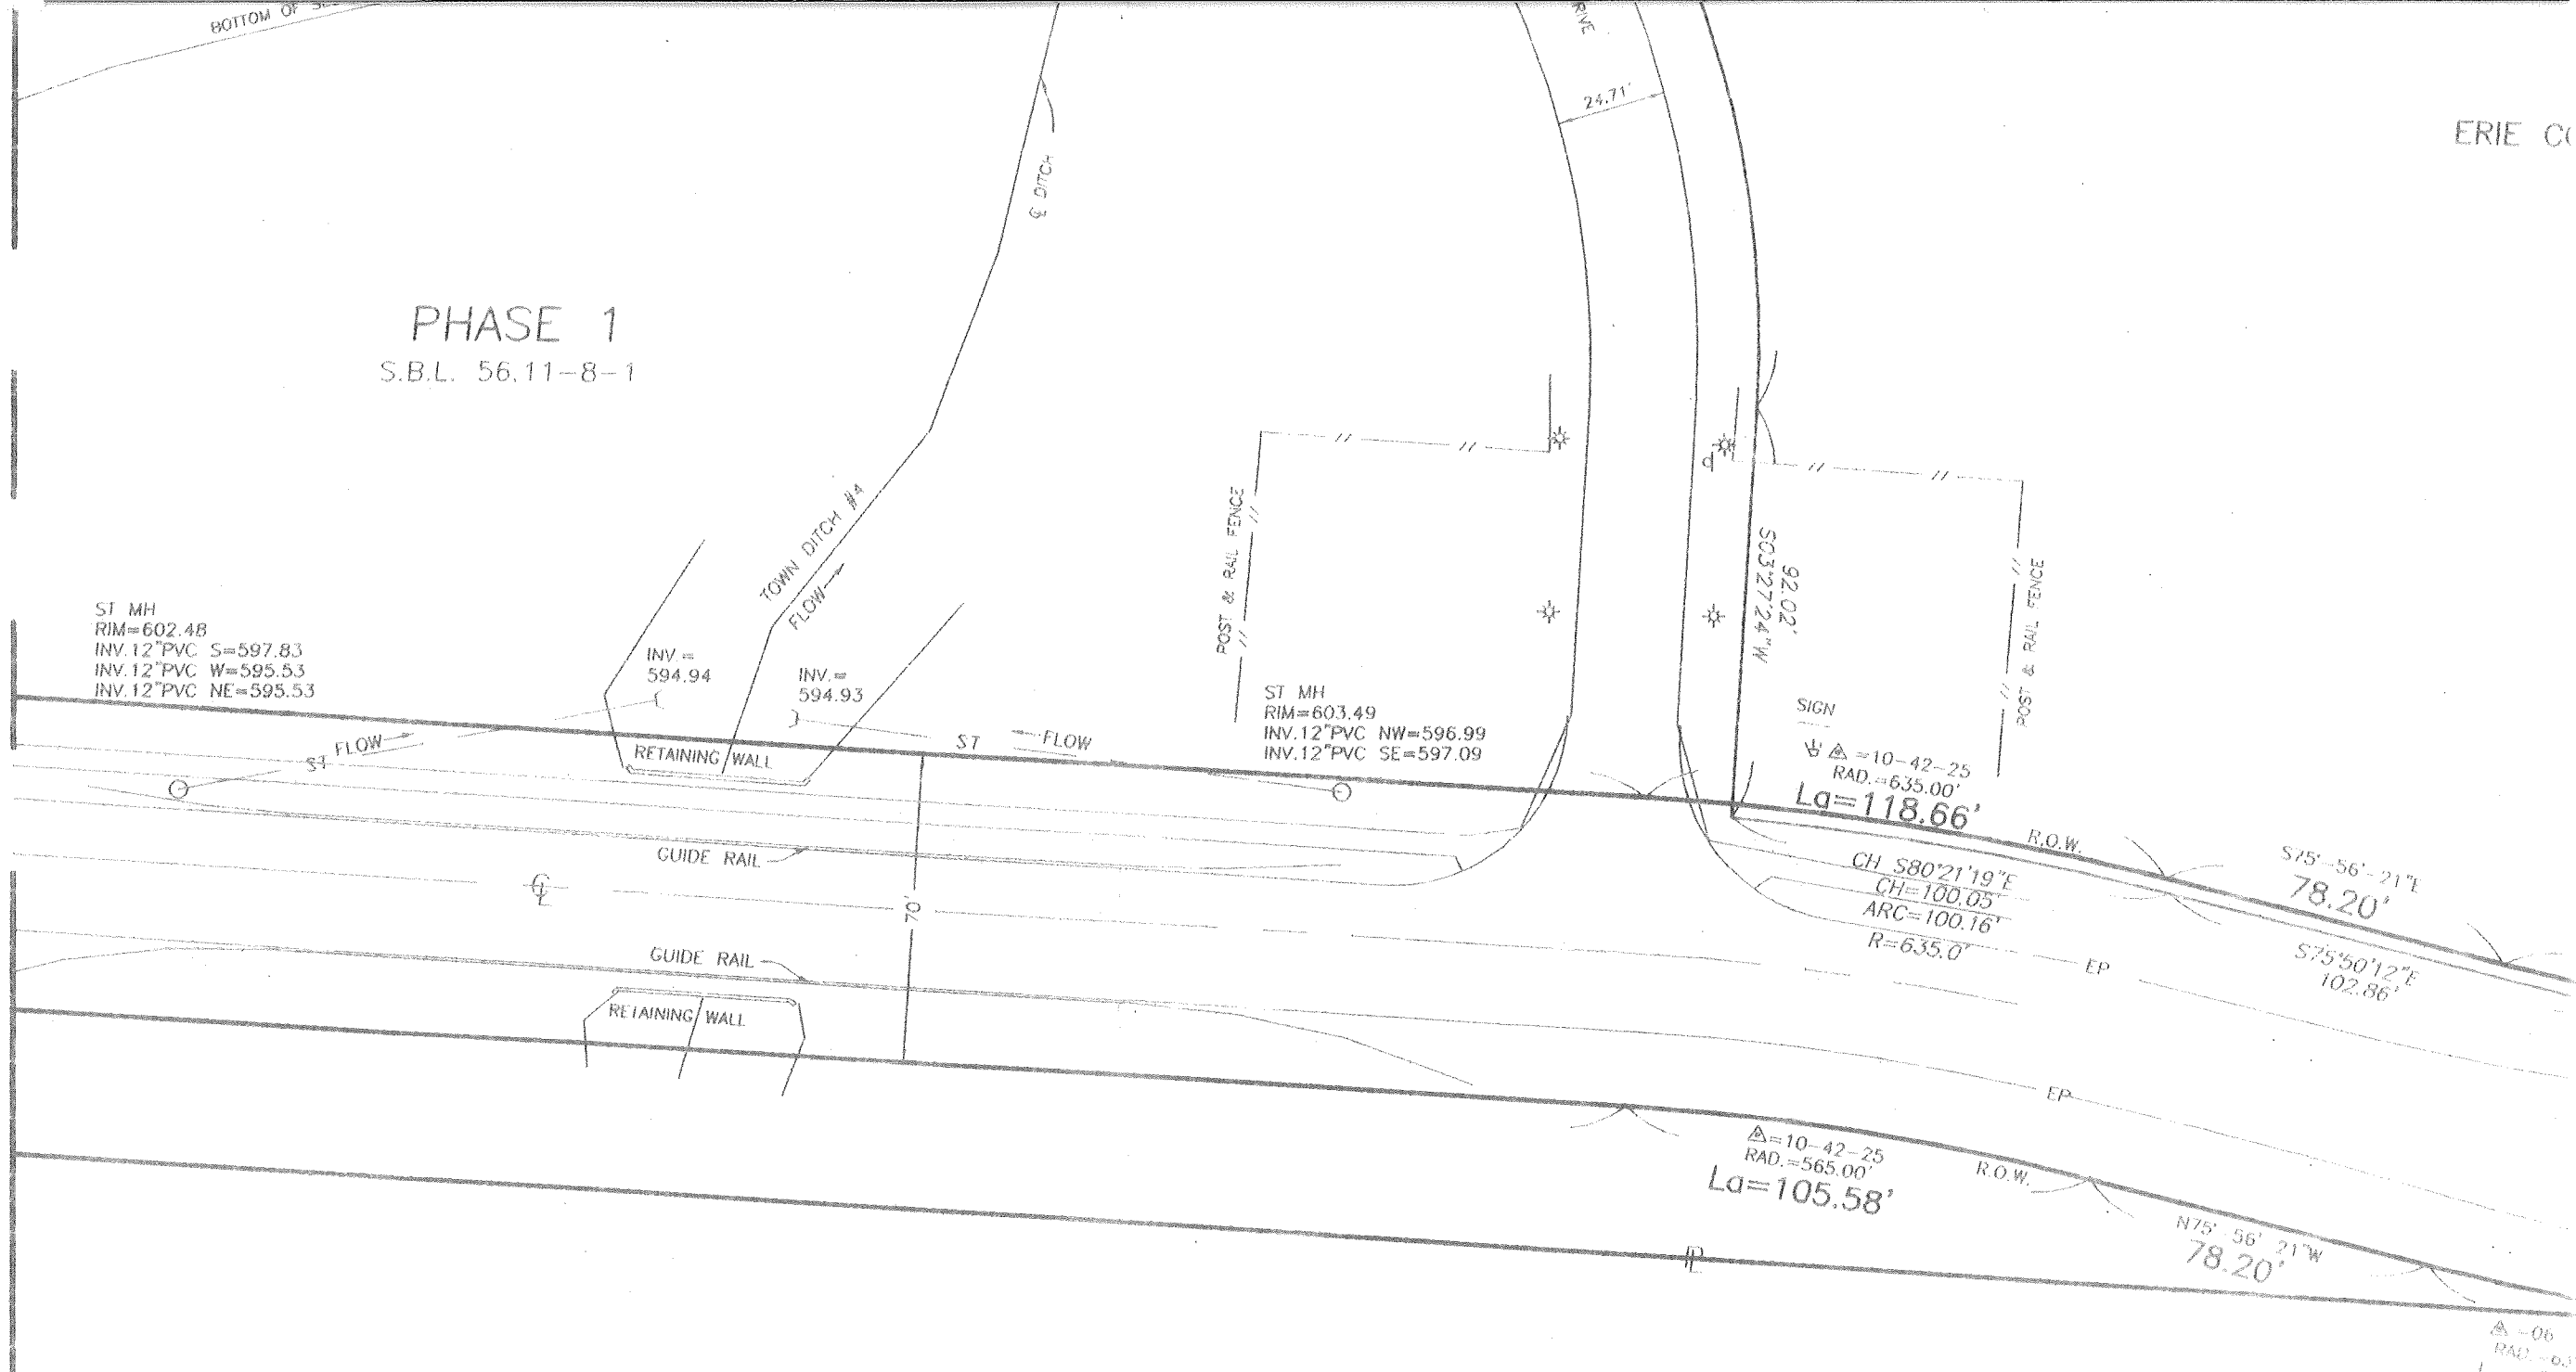 BOTTOM OF
RIVE
24.71'
ERIE
DITCH 3
PHASE 1
S.B.L. 56.11-8-1
TOWN DITCH #4
FLOW
POST & RAIL FENCE
92.02'
S03°27'24"W
POST & RAIL FENCE
ST MH
RIM=602.48
INV.12"PVC S=597.83
INV.12"PVC W=595.53
INV.12"PVC NE=595.53
INV.=
594.94
INV.=
594.93
ST MH
RIM=603.49
INV.12"PVC NW=596.99
INV.12"PVC SE=597.09
SIGN
=10-42-25
RAD.=635.00'
La=118.66'
ST FLOW
RETAINING WALL
ST FLOW
R.O.W.
S75°-56'-21"E
78.20'
GUIDE RAIL
CH S80°21'19"E
CH=100.05'
ARC=100.16'
R=635.0'
70'
EP
S75°50'12"E
102.86'
GUIDE RAIL
RETAINING WALL
EP
=10-42-25
RAD.=565.00'
La=105.58'
R.O.W.
N75° 56' 21"W
78.20'
-06
RAD.